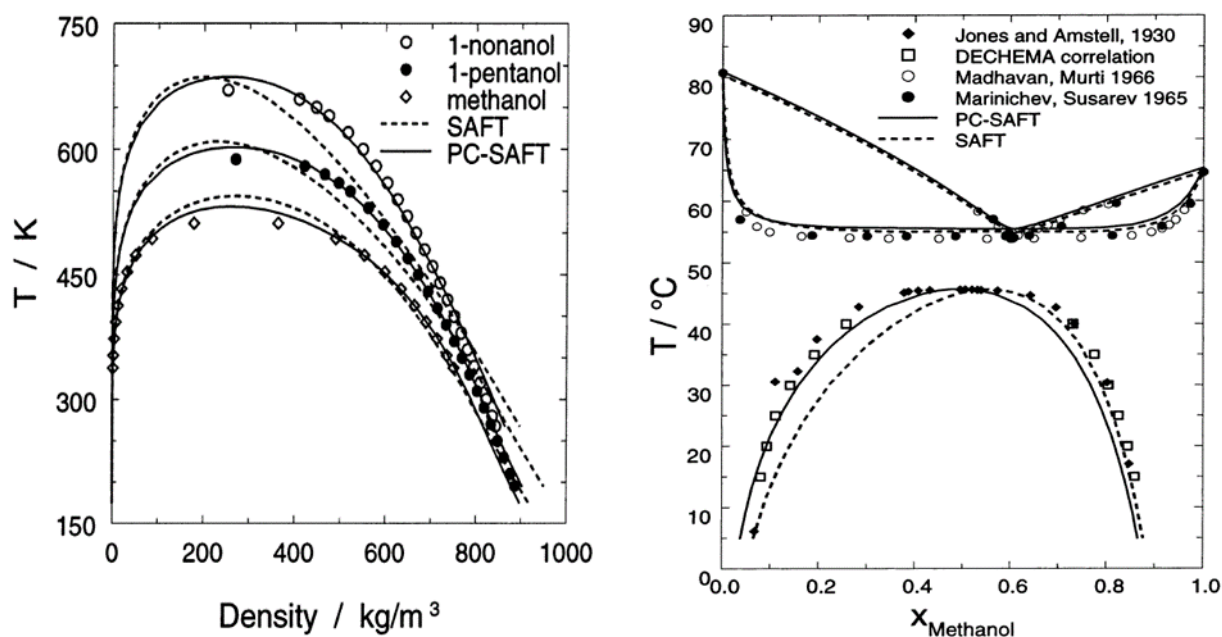 750
600
450
300
150
T / K
1-nonanol
1-pentanol
methanol
SAFT
PC-SAFT
0
200
400
600
800
1000
Density / kg/m³
90
80
70
60
50
40
30
20
10
0
T / °C
Jones and Amstell, 1930
DECHEMA correlation
Madhavan, Murti 1966
Marinichev, Susarev 1965
PC-SAFT
SAFT
0.0
0.2
0.4
0.6
0.8
1.0
XMethanol